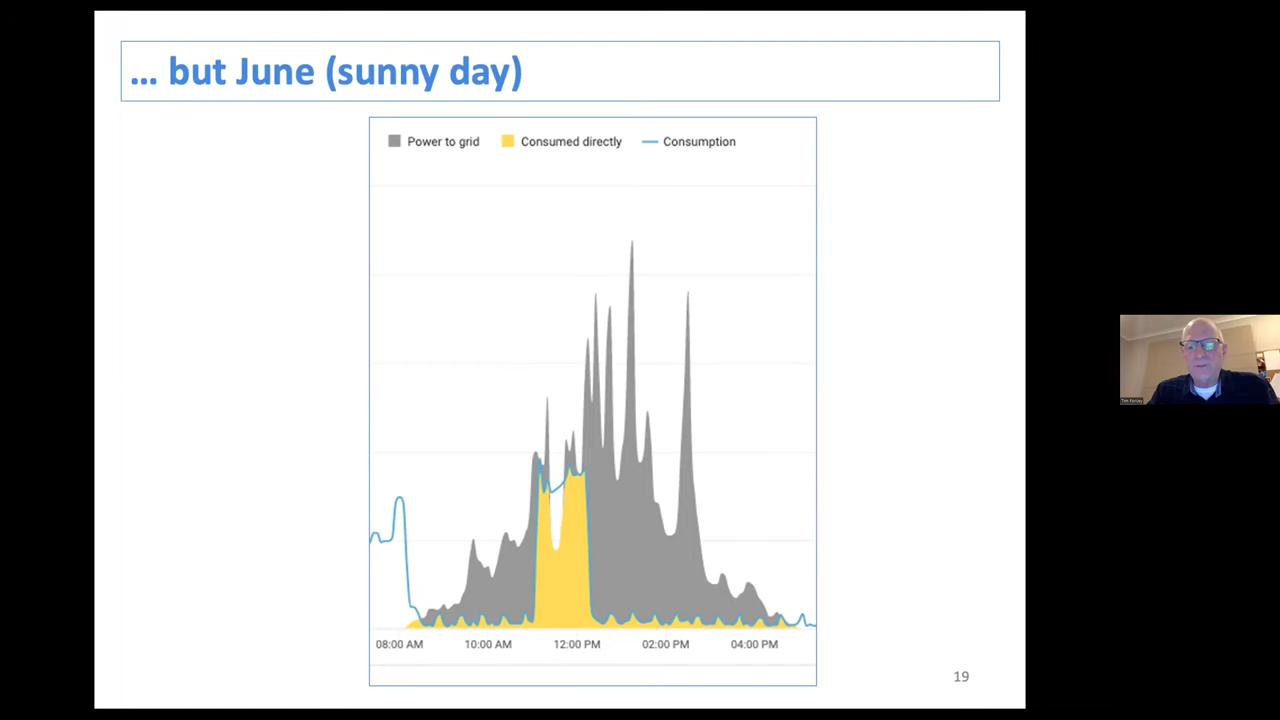 ... but June (sunny day)
Power to grid Consumed directly Consumption
08:00 AM 10:00 AM 12:00 PM 02:00 PM 04:00 PM
19